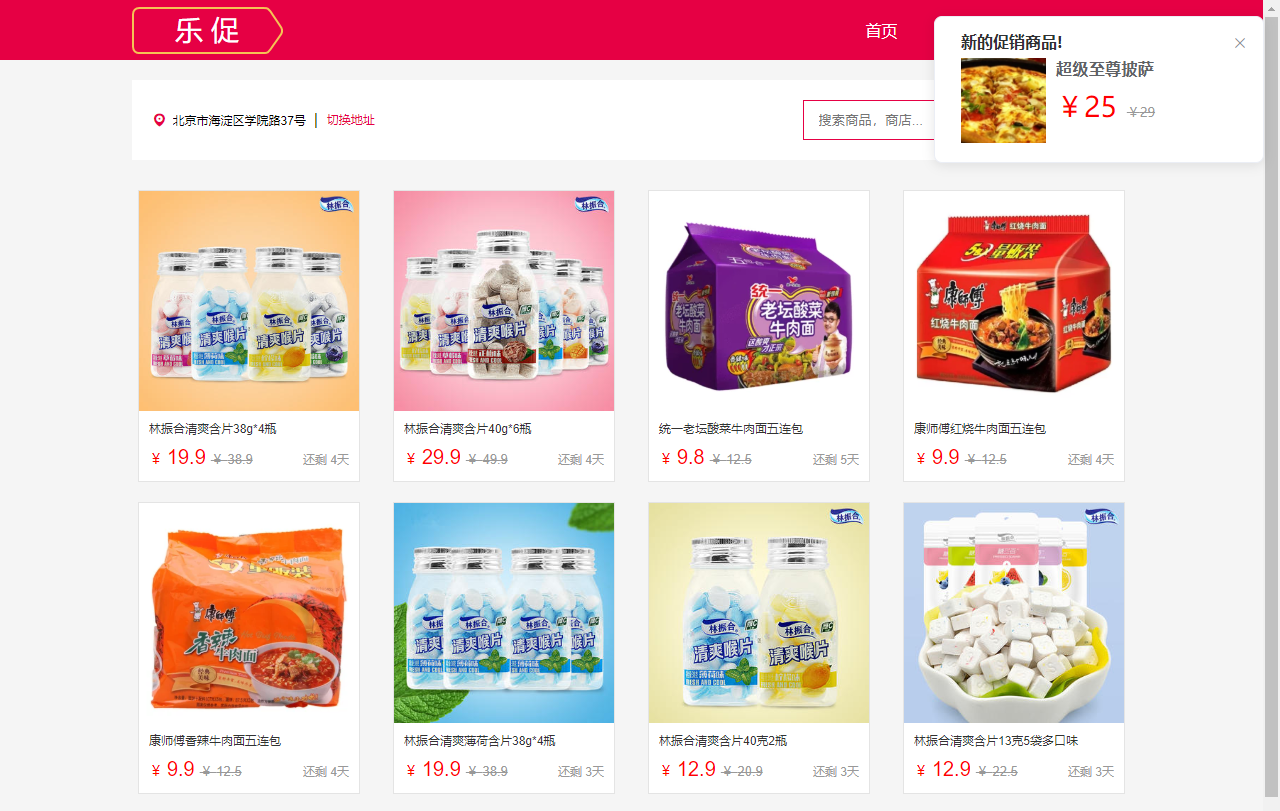 乐 促
首页
新的促销商品!
超级至尊披萨
¥ 25 ¥ 29
北京市海淀区学院路37号 | 切换地址
搜索商品，商店...
林振合
林振合
林振合清爽含片38g*4瓶
¥ 19.9 ¥ 38.9 还剩 4天
林振合清爽含片40g*6瓶
¥ 29.9 ¥ 49.9 还剩 4天
统一
老坛酸菜
牛肉面
统一老坛酸菜牛肉面五连包
¥ 9.8 ¥ 12.5 还剩 5天
康师傅
红烧牛肉面
康师傅红烧牛肉面五连包
¥ 9.9 ¥ 12.5 还剩 4天
康师傅
香辣
牛肉面
康师傅香辣牛肉面五连包
¥ 9.9 ¥ 12.5 还剩 4天
林振合清爽薄荷含片38g*4瓶
¥ 19.9 ¥ 38.9 还剩 3天
林振合
林振合清爽含片40克2瓶
¥ 12.9 ¥ 20.9 还剩 3天
林振合
林振合清爽含片13克5袋多口味
¥ 12.9 ¥ 22.5 还剩 3天